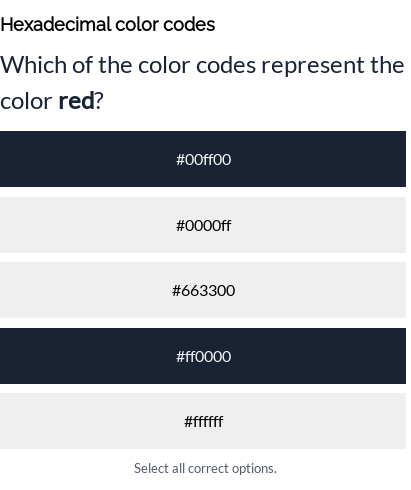 Hexadecimal color codes
Which of the color codes represent the
color red?
#00ff00
#0000ff
#663300
#ff0000
#ffffff
Select all correct options.